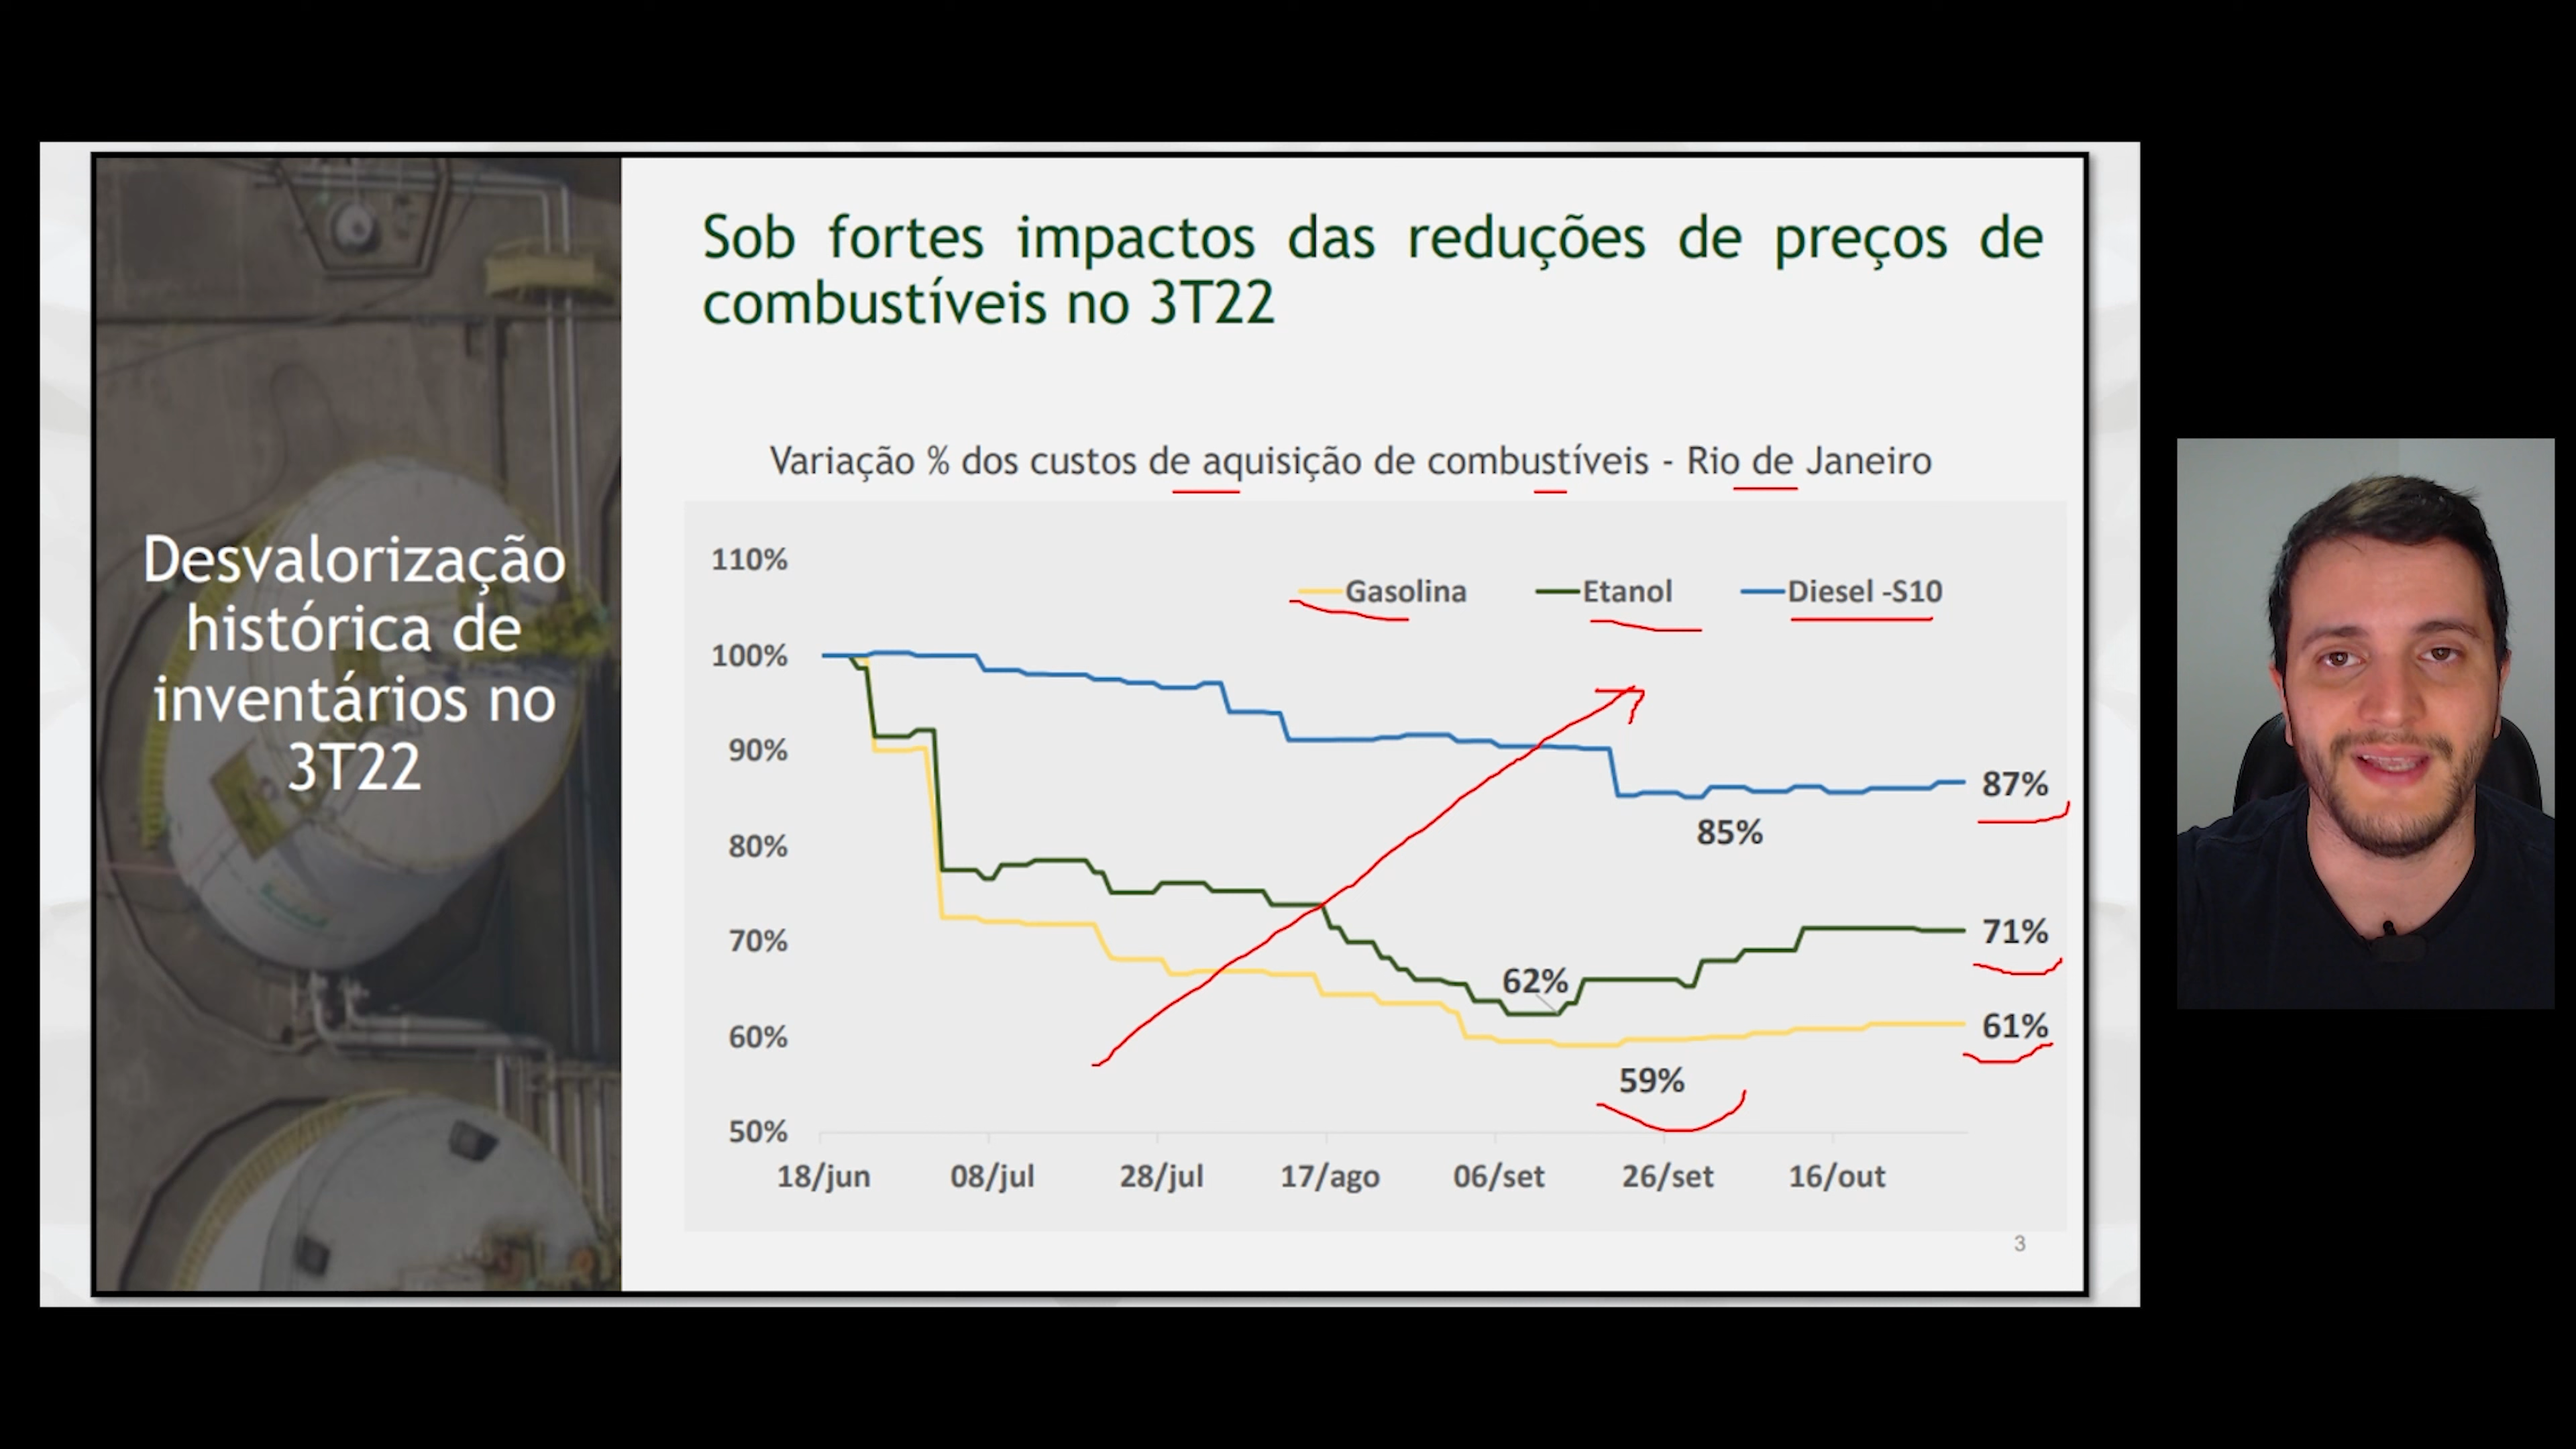 Desvalorização
histórica de
inventários no
3T22
Sob fortes impactos das reduções de preços de
combustíveis no 3T22
Variação % dos custos de aquisição de combustíveis - Rio de Janeiro
Gasolina Etanol Diesel -S10
110%
100%
90%
80%
70%
60%
50%
87%
85%
71%
62%
61%
59%
18/jun 08/jul 28/jul 17/ago 06/set 26/set 16/out
3